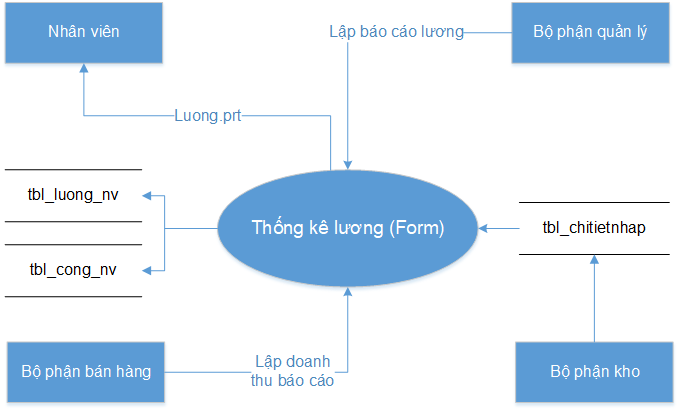 Nhân viên
Lập báo cáo lương
Bộ phận quản lý
Luong.prt
tbl_luong_nv
Thống kê lương (Form)
tbl_chitietnhap
tbl_cong_nv
Bộ phận bán hàng
Lập doanh
thu báo cáo
Bộ phận kho